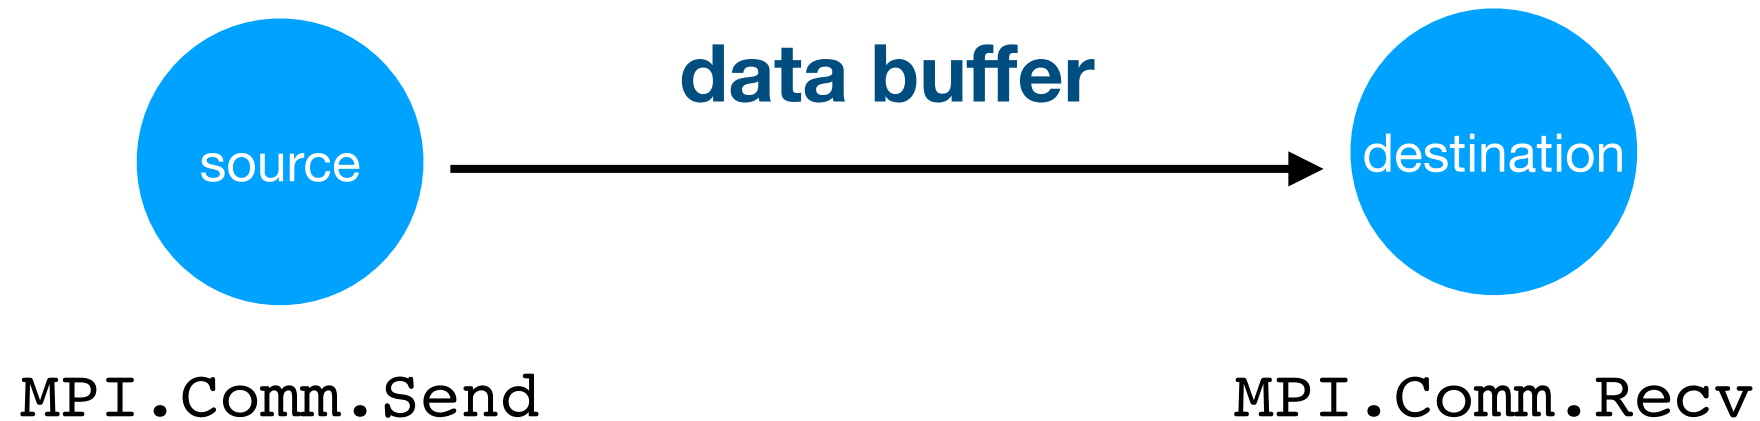 data buffer
source
destination
MPI.Comm.Send
MPI.Comm.Recv